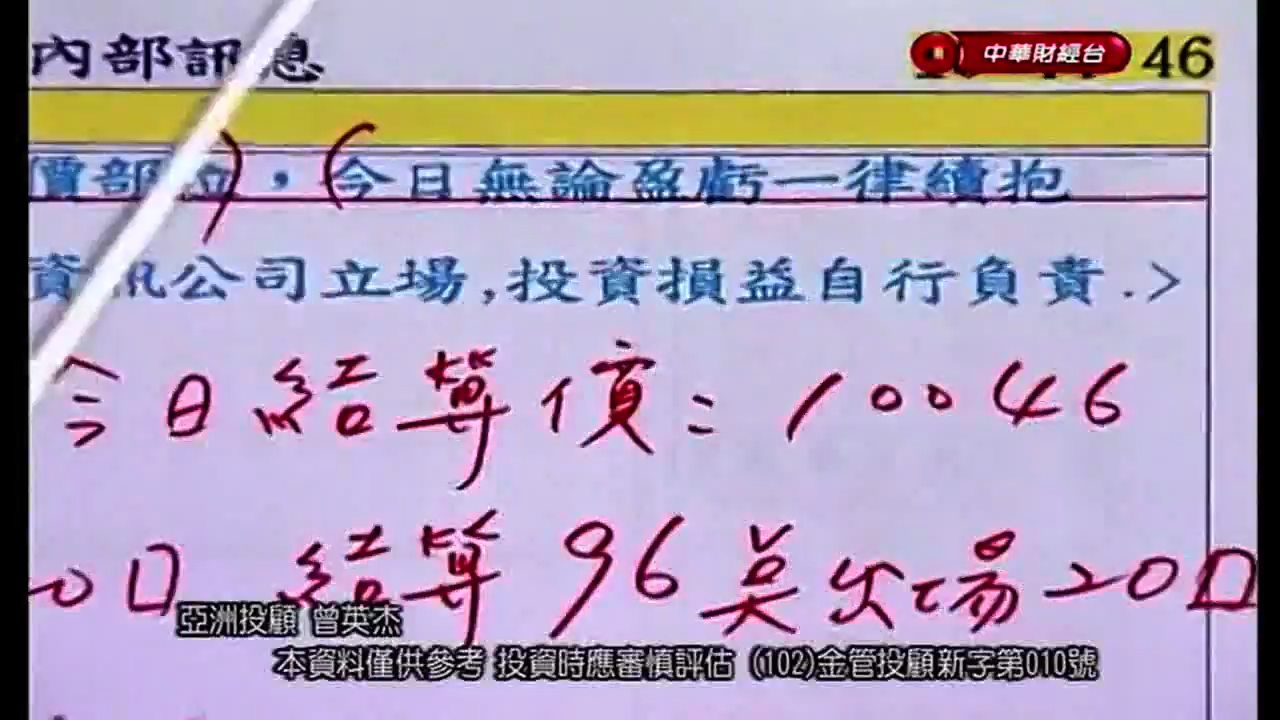 內部訊息
中華財經台 46
價部位，(今日無論盈虧一律續抱
資訊公司立場,投資損益自行負責.>
今日結算價：10046
0口 結算96 出場20口
亞洲投顧 曾英杰
本資料僅供參考 投資時應審慎評估 (102)金管投顧新字第010號